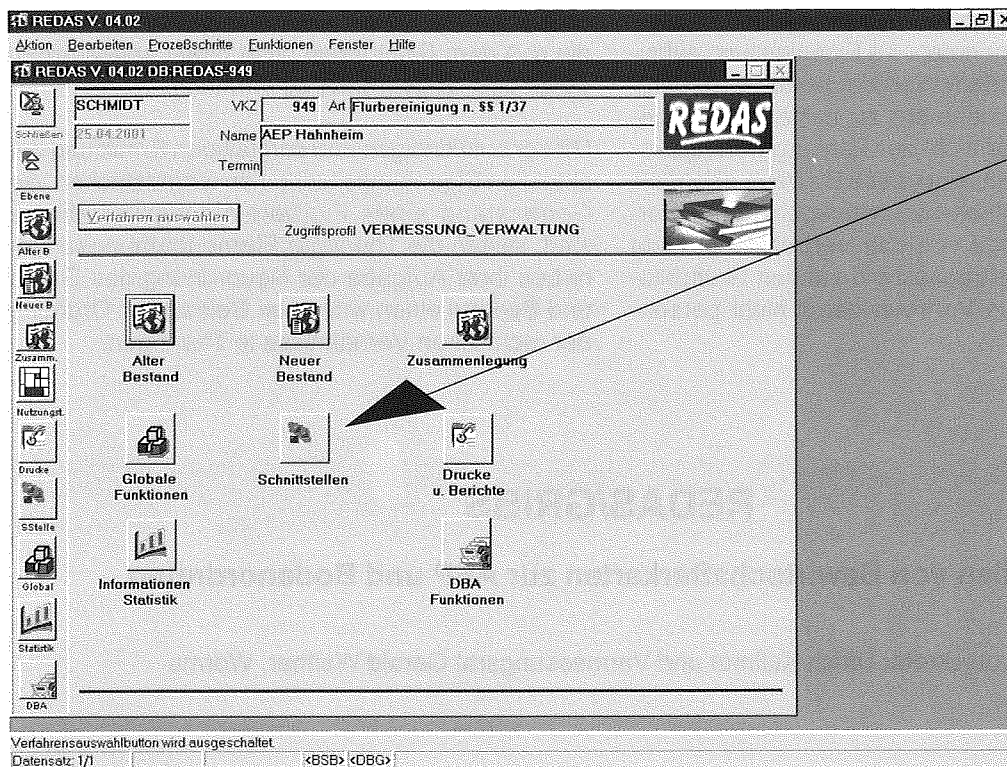 REDAS V. 04.02
Aktion Bearbeiten Prozeßschritte Funktionen Fenster Hilfe
REDAS V. 04.02 DB:REDAS-949
Schließen
Ebene
Alter B
Neuer B
Zusamm.
Nutzungst.
Drucke
SStelle
Global
Statistik
DBA
SCHMIDT VKZ 949 Art Flurbereinigung n. §§ 1/37
25.04.2001 Name AEP Hahnheim
Termin
REDAS
Verfahren auswählen Zugriffsprofil VERMESSUNG_VERWALTUNG
Alter
Bestand
Neuer
Bestand
Zusammenlegung
Globale
Funktionen
Schnittstellen
Drucke
u. Berichte
Informationen
Statistik
DBA
Funktionen
Verfahrensauswahlbutton wird ausgeschaltet.
Datensatz: 1/1 <BSB> <DBG>